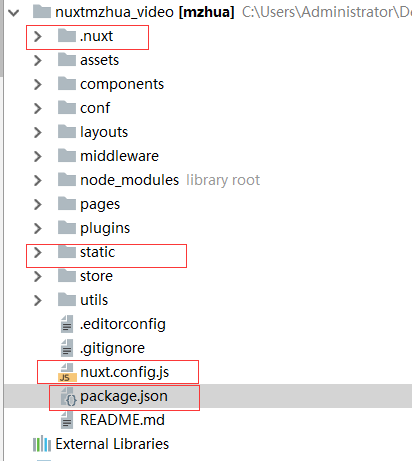 nuxtmzhua_video [mzhua] C:\Users\Administrator\D
.nuxt
assets
components
conf
layouts
middleware
node_modules library root
pages
plugins
static
store
utils
.editorconfig
.gitignore
JS nuxt.config.js
package.json
README.md
External Libraries